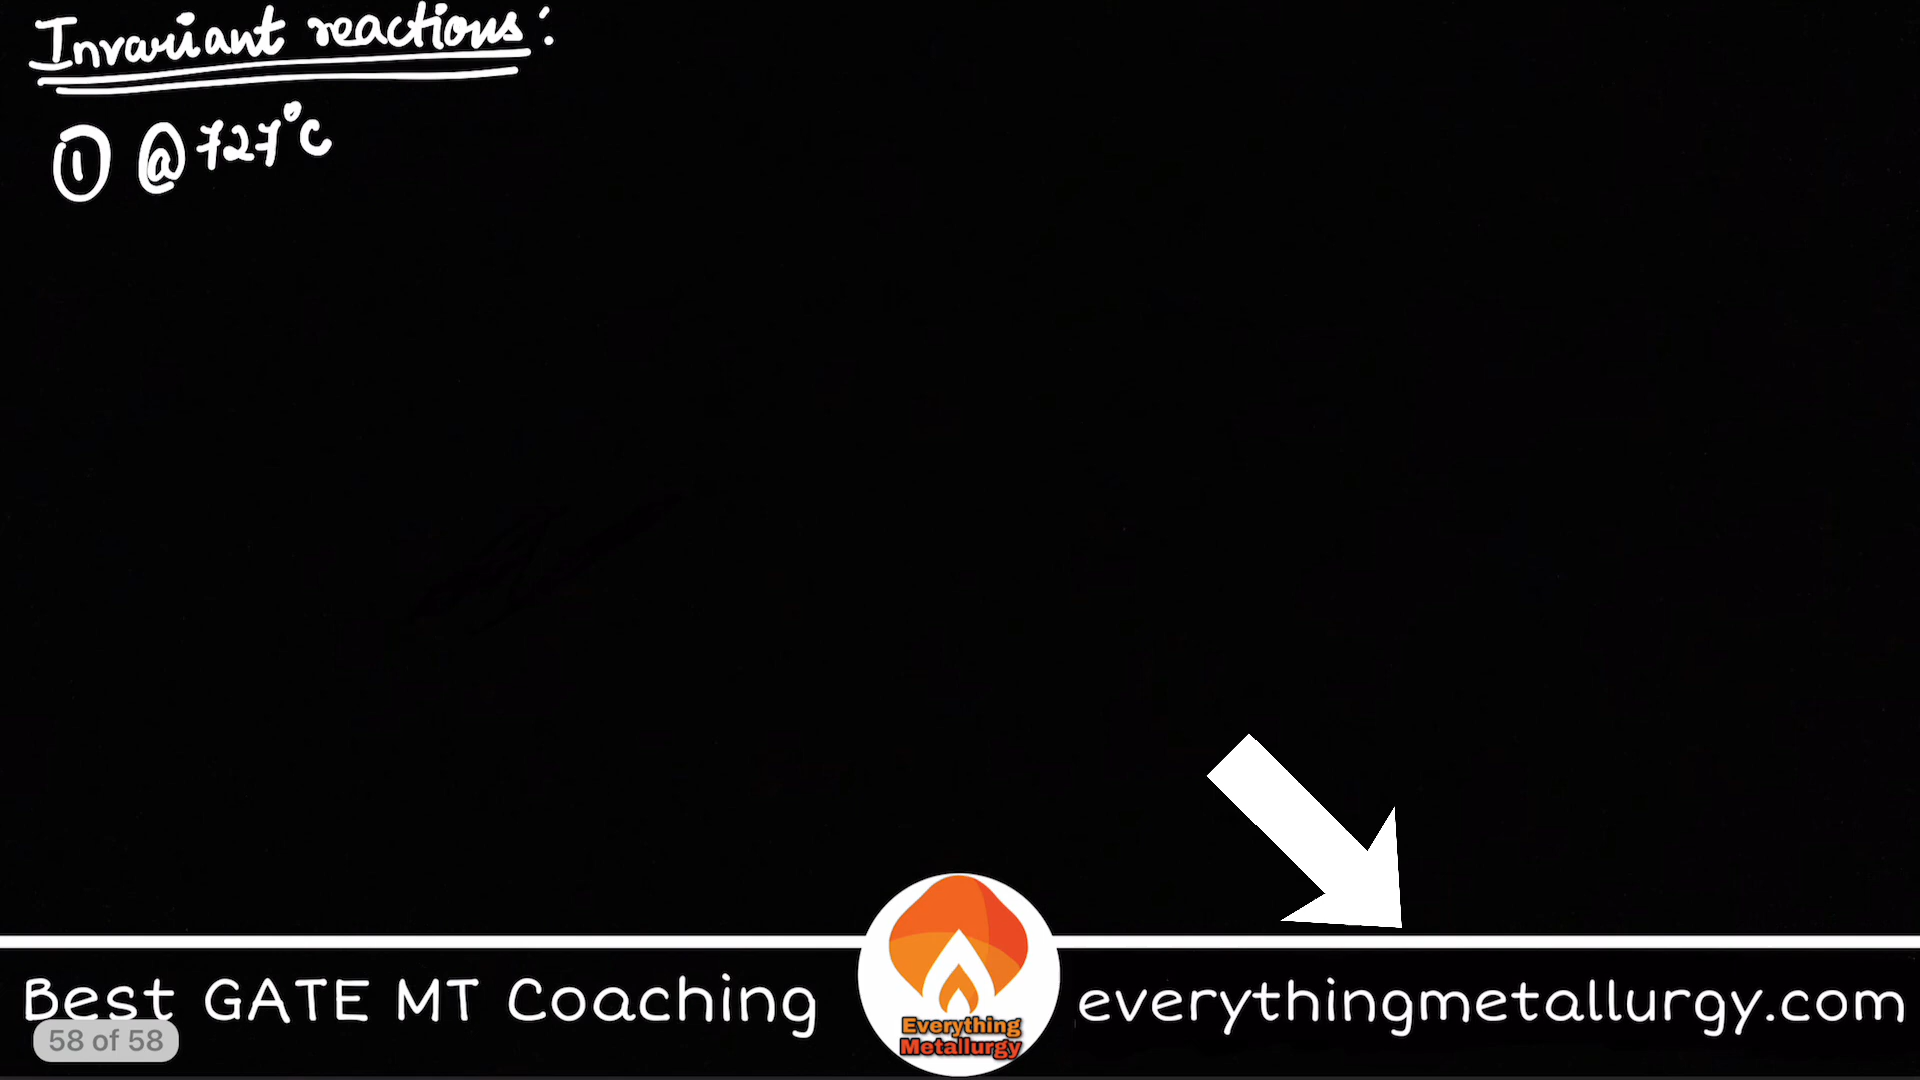 Invariant reactions:
① @ 727°C
Best GATE MT Coaching
everythingmetallurgy.com
58 of 58
Everything
Metallurgy